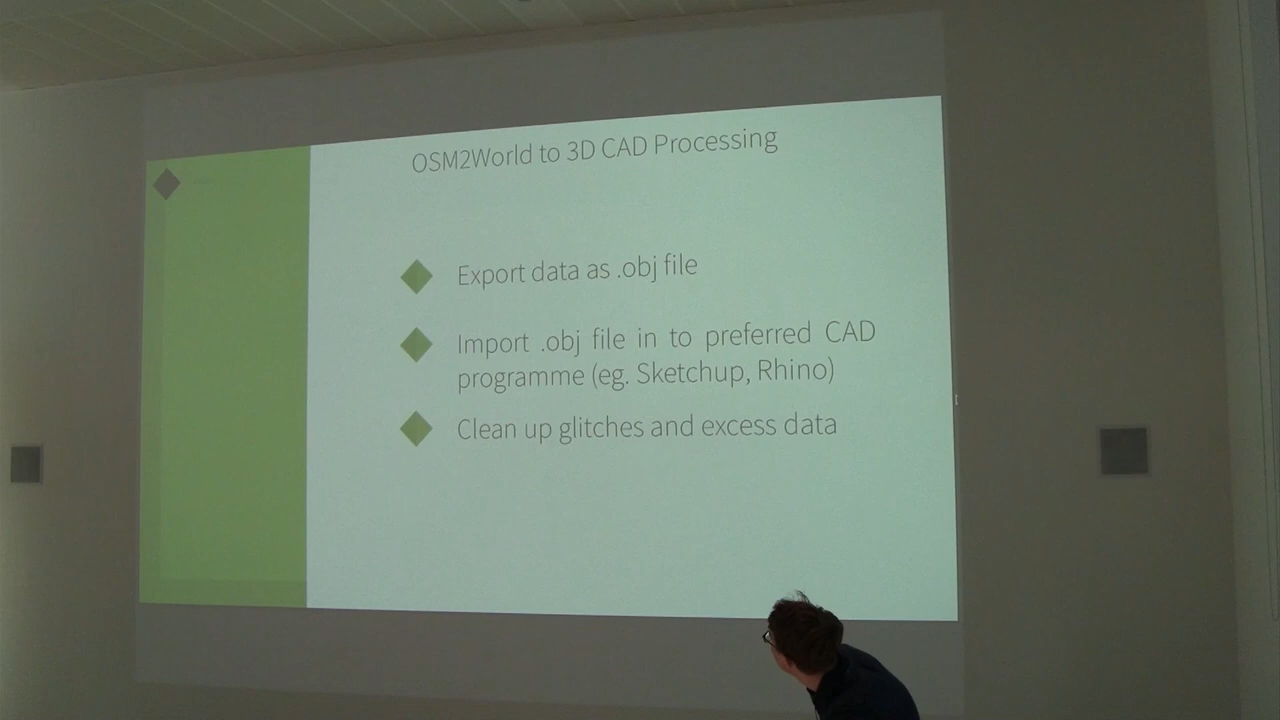 OSM2World to 3D CAD Processing
Export data as .obj file
Import .obj file in to preferred CAD
programme (eg. Sketchup, Rhino)
Clean up glitches and excess data